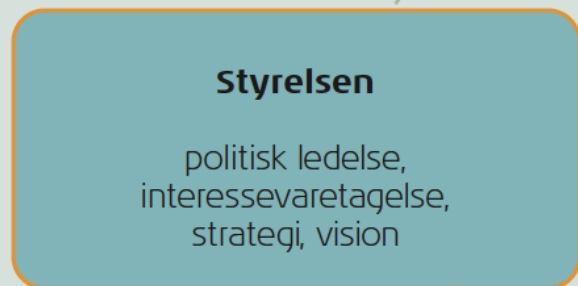 Styrelsen
politisk ledelse,
interessevaretagelse,
strategi, vision